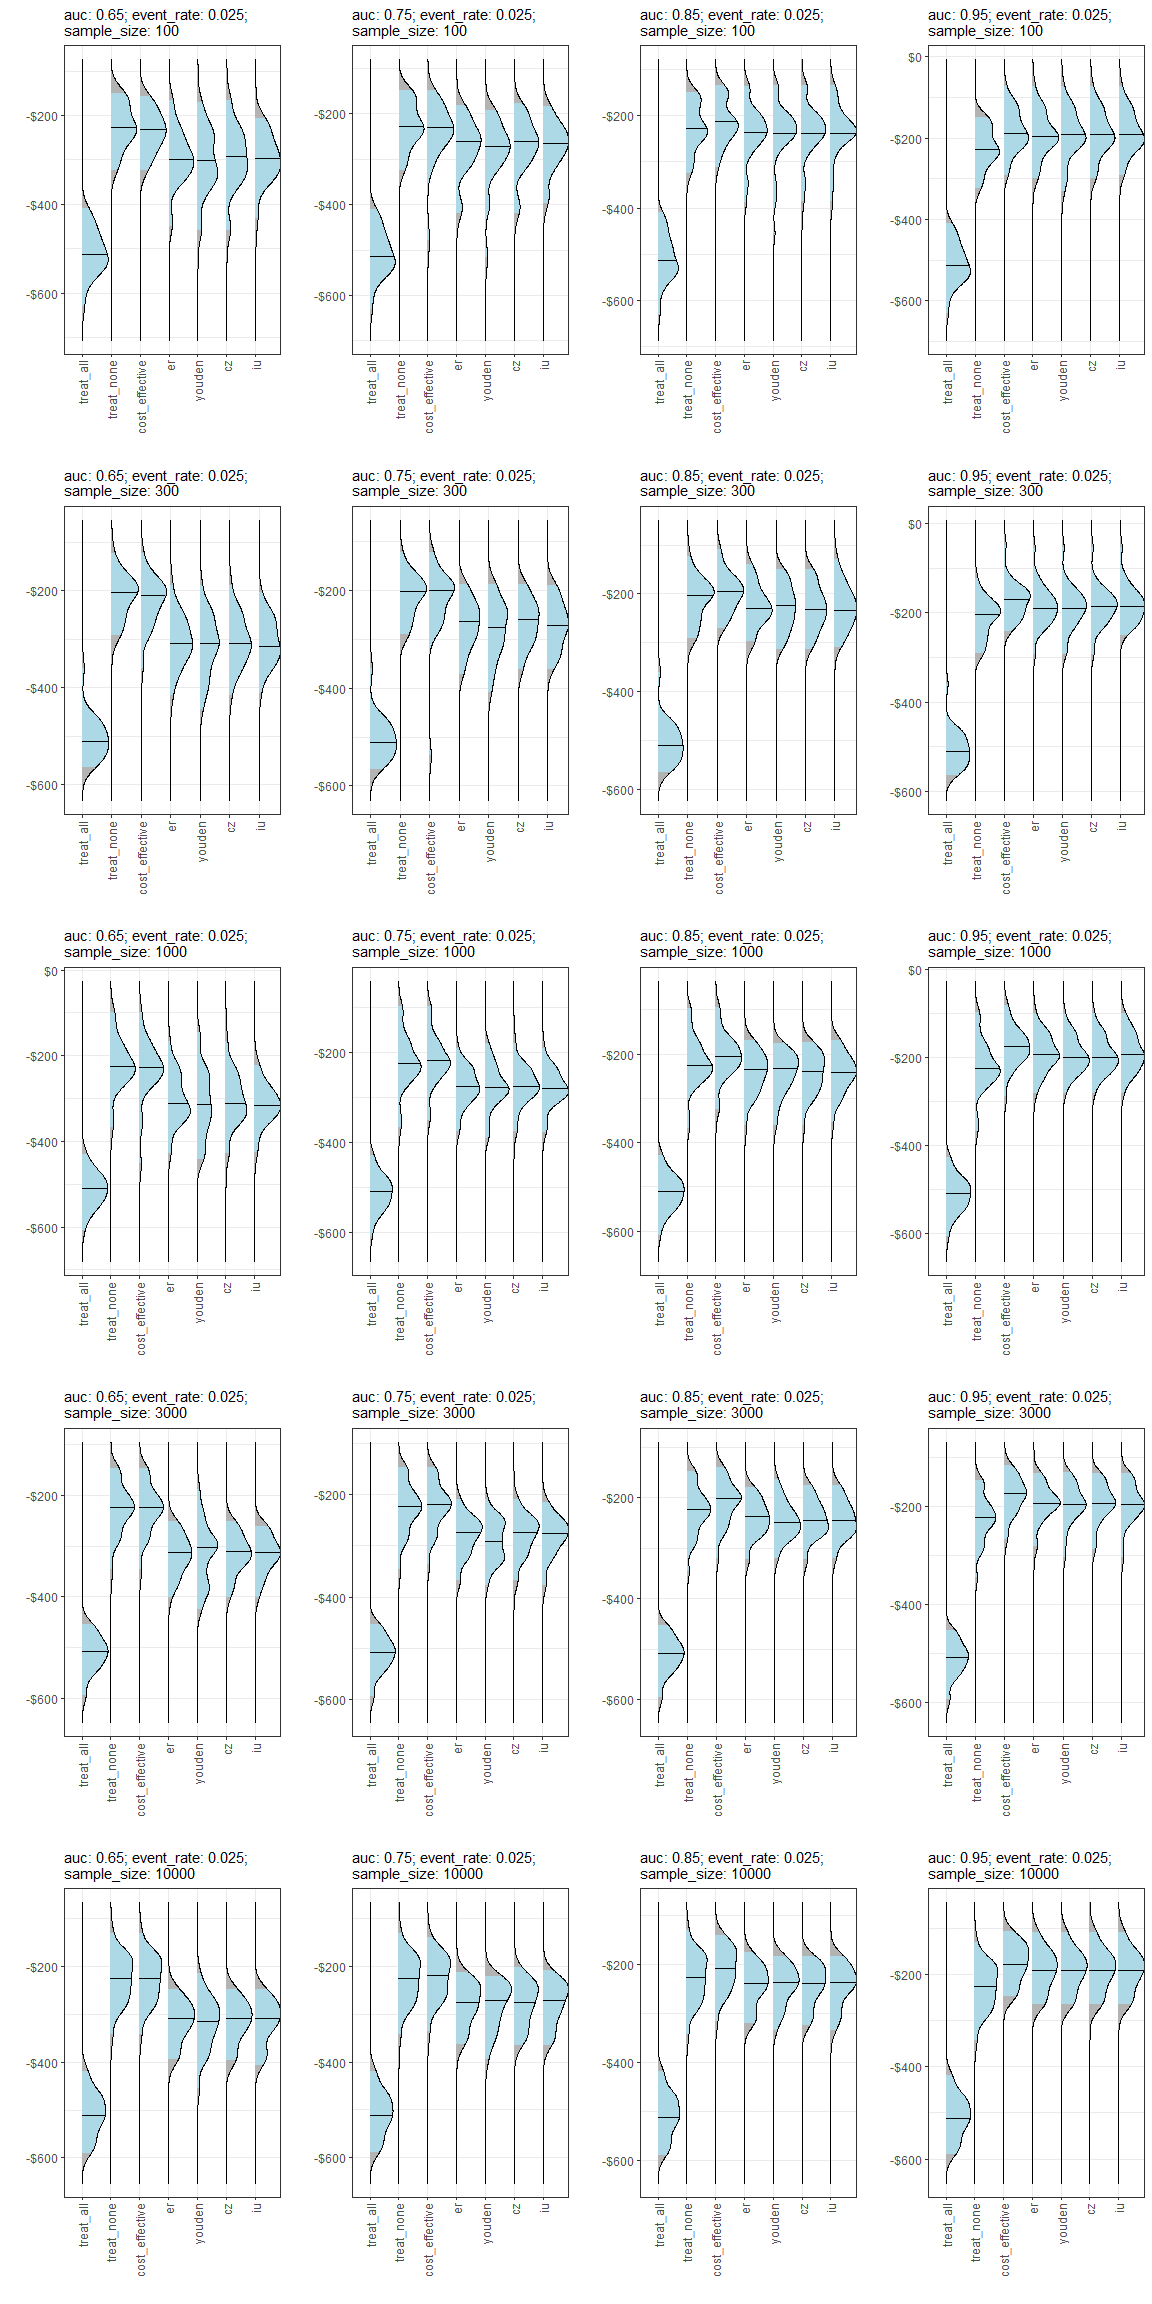 auc: 0.65; event_rate: 0.025;
sample_size: 100
auc: 0.75; event_rate: 0.025;
sample_size: 100
auc: 0.85; event_rate: 0.025;
sample_size: 100
auc: 0.95; event_rate: 0.025;
sample_size: 100
-$200
-$400
-$600
treat_all
treat_none
cost_effective
er
youden
cz
iu
-$200
-$400
-$600
treat_all
treat_none
cost_effective
er
youden
cz
iu
-$200
-$400
-$600
treat_all
treat_none
cost_effective
er
youden
cz
iu
$0
-$200
-$400
-$600
treat_all
treat_none
cost_effective
er
youden
cz
iu
auc: 0.65; event_rate: 0.025;
sample_size: 300
auc: 0.75; event_rate: 0.025;
sample_size: 300
auc: 0.85; event_rate: 0.025;
sample_size: 300
auc: 0.95; event_rate: 0.025;
sample_size: 300
-$200
-$400
-$600
treat_all
treat_none
cost_effective
er
youden
cz
iu
-$200
-$400
-$600
treat_all
treat_none
cost_effective
er
youden
cz
iu
-$200
-$400
-$600
treat_all
treat_none
cost_effective
er
youden
cz
iu
$0
-$200
-$400
-$600
treat_all
treat_none
cost_effective
er
youden
cz
iu
auc: 0.65; event_rate: 0.025;
sample_size: 1000
auc: 0.75; event_rate: 0.025;
sample_size: 1000
auc: 0.85; event_rate: 0.025;
sample_size: 1000
auc: 0.95; event_rate: 0.025;
sample_size: 1000
$0
-$200
-$400
-$600
treat_all
treat_none
cost_effective
er
youden
cz
iu
-$200
-$400
-$600
treat_all
treat_none
cost_effective
er
youden
cz
iu
-$200
-$400
-$600
treat_all
treat_none
cost_effective
er
youden
cz
iu
$0
-$200
-$400
-$600
treat_all
treat_none
cost_effective
er
youden
cz
iu
auc: 0.65; event_rate: 0.025;
sample_size: 3000
auc: 0.75; event_rate: 0.025;
sample_size: 3000
auc: 0.85; event_rate: 0.025;
sample_size: 3000
auc: 0.95; event_rate: 0.025;
sample_size: 3000
-$200
-$400
-$600
treat_all
treat_none
cost_effective
er
youden
cz
iu
-$200
-$400
-$600
treat_all
treat_none
cost_effective
er
youden
cz
iu
-$200
-$400
-$600
treat_all
treat_none
cost_effective
er
youden
cz
iu
-$200
-$400
-$600
treat_all
treat_none
cost_effective
er
youden
cz
iu
auc: 0.65; event_rate: 0.025;
sample_size: 10000
auc: 0.75; event_rate: 0.025;
sample_size: 10000
auc: 0.85; event_rate: 0.025;
sample_size: 10000
auc: 0.95; event_rate: 0.025;
sample_size: 10000
-$200
-$400
-$600
treat_all
treat_none
cost_effective
er
youden
cz
iu
-$200
-$400
-$600
treat_all
treat_none
cost_effective
er
youden
cz
iu
-$200
-$400
-$600
treat_all
treat_none
cost_effective
er
youden
cz
iu
-$200
-$400
-$600
treat_all
treat_none
cost_effective
er
youden
cz
iu